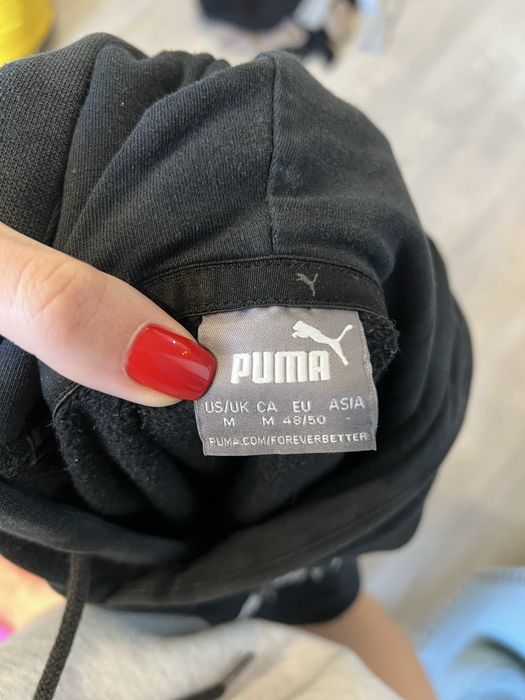 PUMA
US/UK CA EU ASIA
M M 48/50 -
PUMA.COM/FOREVERBETTER